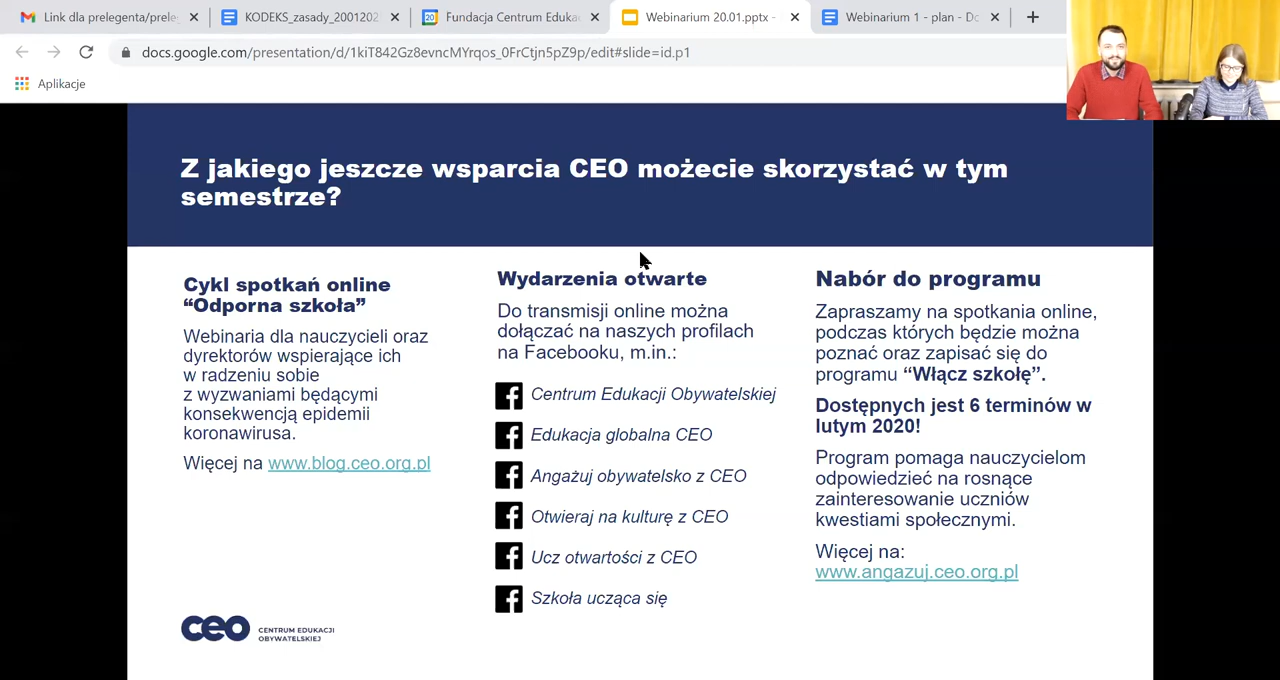 Link dla prelegenta/prele
KODEKS_zasady_2001202
20
Fundacja Centrum Eduka
Webinarium 20.01.pptx -
Webinarium 1 - plan - Do
docs.google.com/presentation/d/1kiT842Gz8evncMYrqos_0FrCtjn5pZ9p/edit#slide=id.p1
Aplikacje
Z jakiego jeszcze wsparcia CEO możecie skorzystać w tym
semestrze?
Cykl spotkań online
“Odporna szkoła”
Webinaria dla nauczycieli oraz
dyrektorów wspierające ich
w radzeniu sobie
z wyzwaniami będącymi
konsekwencją epidemii
koronawirusa.
Więcej na www.blog.ceo.org.pl
Wydarzenia otwarte
Do transmisji online można
dołączać na naszych profilach
na Facebooku, m.in.:
Centrum Edukacji Obywatelskiej
Edukacja globalna CEO
Angażuj obywatelsko z CEO
Otwieraj na kulturę z CEO
Ucz otwartości z CEO
Szkoła ucząca się
Nabór do programu
Zapraszamy na spotkania online,
podczas których będzie można
poznać oraz zapisać się do
programu “Włącz szkołę”.
Dostępnych jest 6 terminów w
lutym 2020!
Program pomaga nauczycielom
odpowiedzieć na rosnące
zainteresowanie uczniów
kwestiami społecznymi.
Więcej na:
www.angazuj.ceo.org.pl
ceo
CENTRUM EDUKACJI
OBYWATELSKIEJ